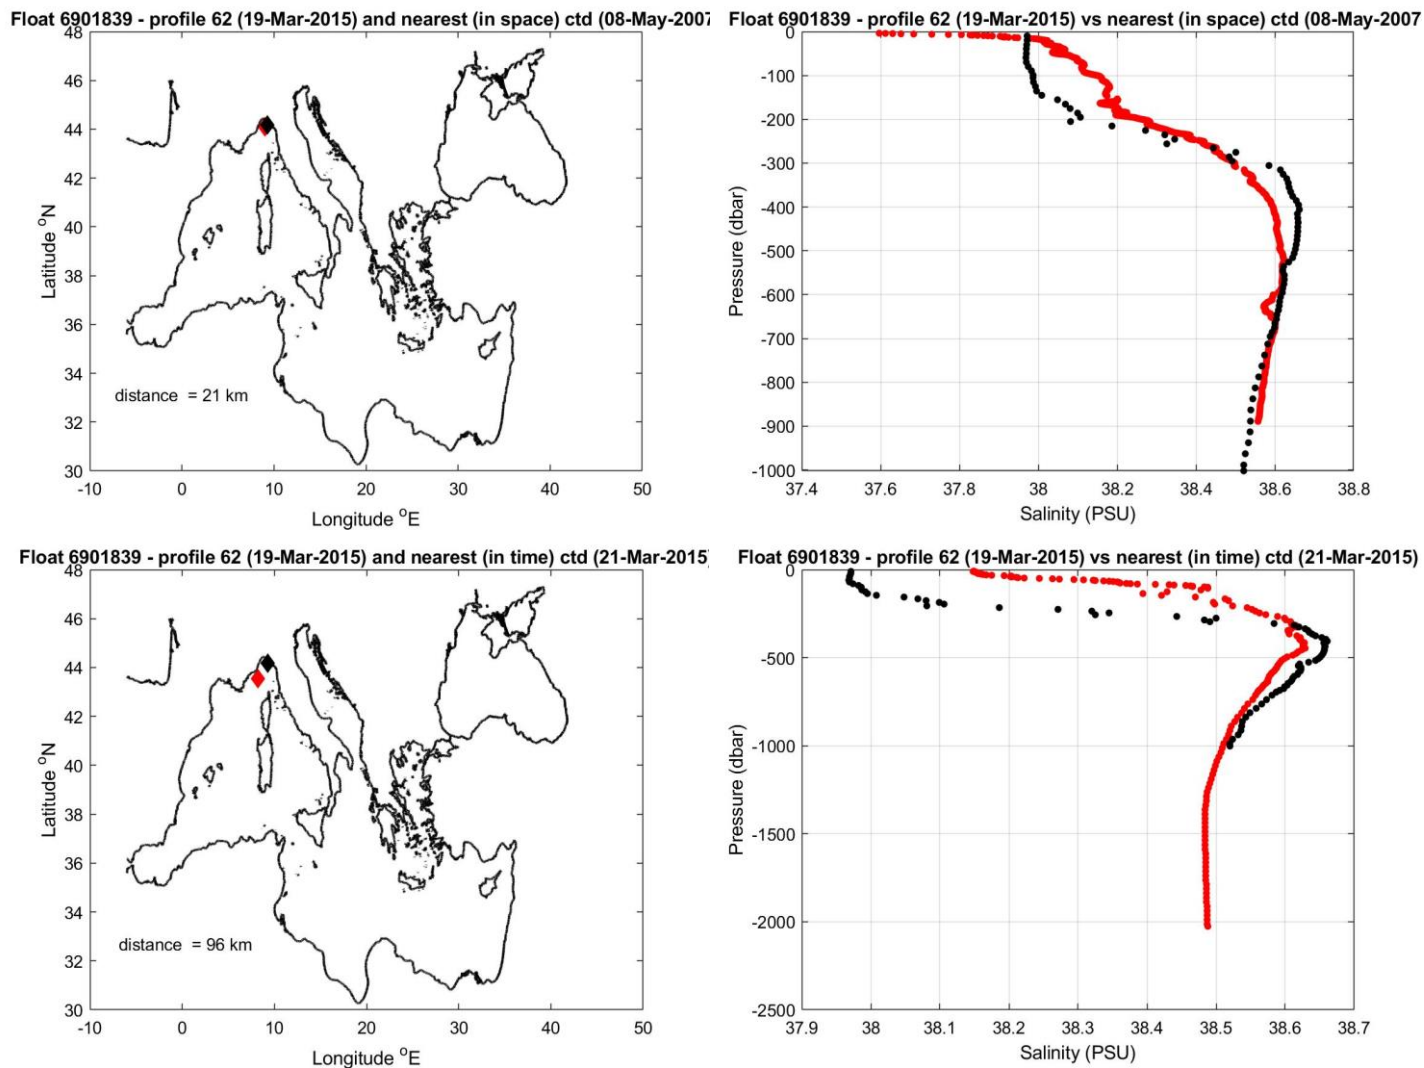 Float 6901839 - profile 62 (19-Mar-2015) and nearest (in space) ctd (08-May-2007
48
46
44
42
40
38
36
34
32
30
Latitude °N
distance = 21 km
-10 0 10 20 30 40 50
Longitude °E
Float 6901839 - profile 62 (19-Mar-2015) vs nearest (in space) ctd (08-May-2007
0
-100
-200
-300
-400
-500
-600
-700
-800
-900
-1000
Pressure (dbar)
37.4 37.6 37.8 38 38.2 38.4 38.6 38.8
Salinity (PSU)
Float 6901839 - profile 62 (19-Mar-2015) and nearest (in time) ctd (21-Mar-2015)
48
46
44
42
40
38
36
34
32
30
Latitude °N
distance = 96 km
-10 0 10 20 30 40 50
Longitude °E
Float 6901839 - profile 62 (19-Mar-2015) vs nearest (in time) ctd (21-Mar-2015)
0
-500
-1000
-1500
-2000
-2500
Pressure (dbar)
37.9 38 38.1 38.2 38.3 38.4 38.5 38.6 38.7
Salinity (PSU)